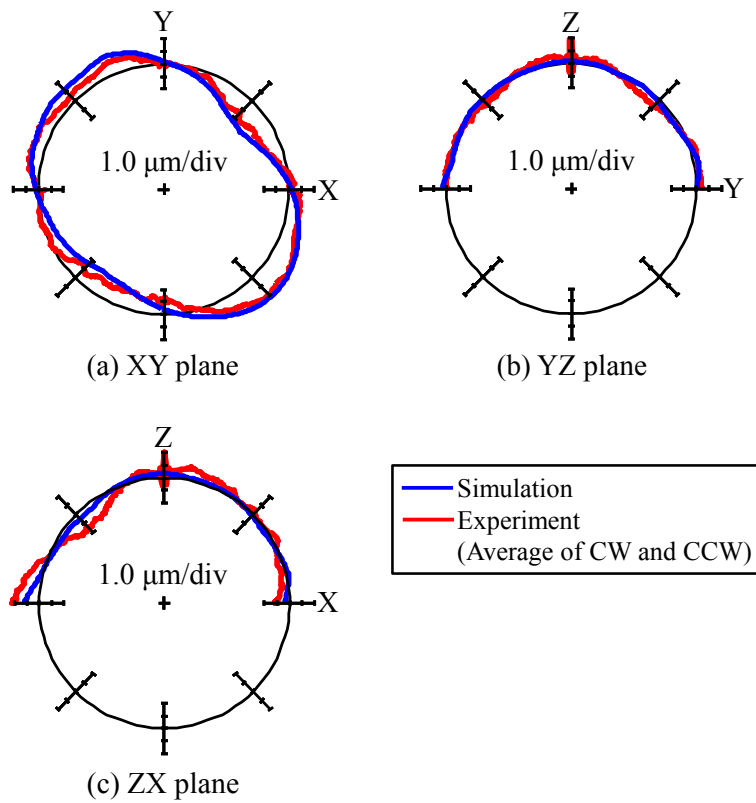 Y
1.0 μm/div
X
(a) XY plane
Z
1.0 μm/div
Y
(b) YZ plane
Z
1.0 μm/div
X
(c) ZX plane
Simulation
Experiment
(Average of CW and CCW)